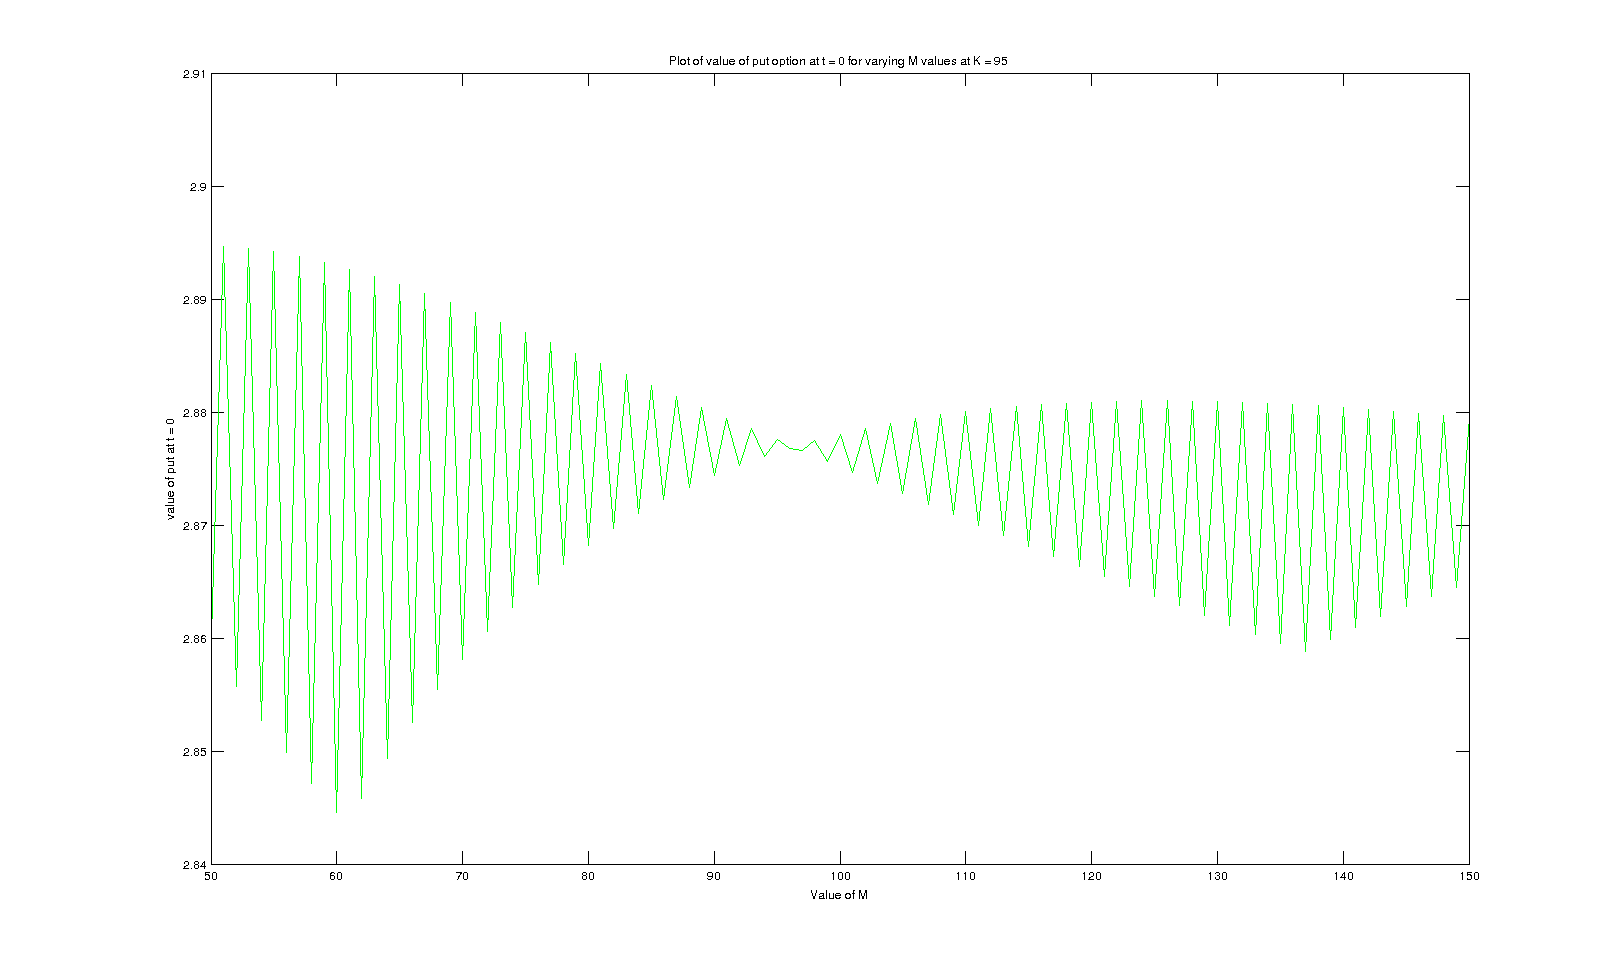 Plot of value of put option at t = 0 for varying M values at K = 95
2.91
2.9
2.89
2.88
2.87
2.86
2.85
2.84
value of put at t = 0
50 60 70 80 90 100 110 120 130 140 150
Value of M